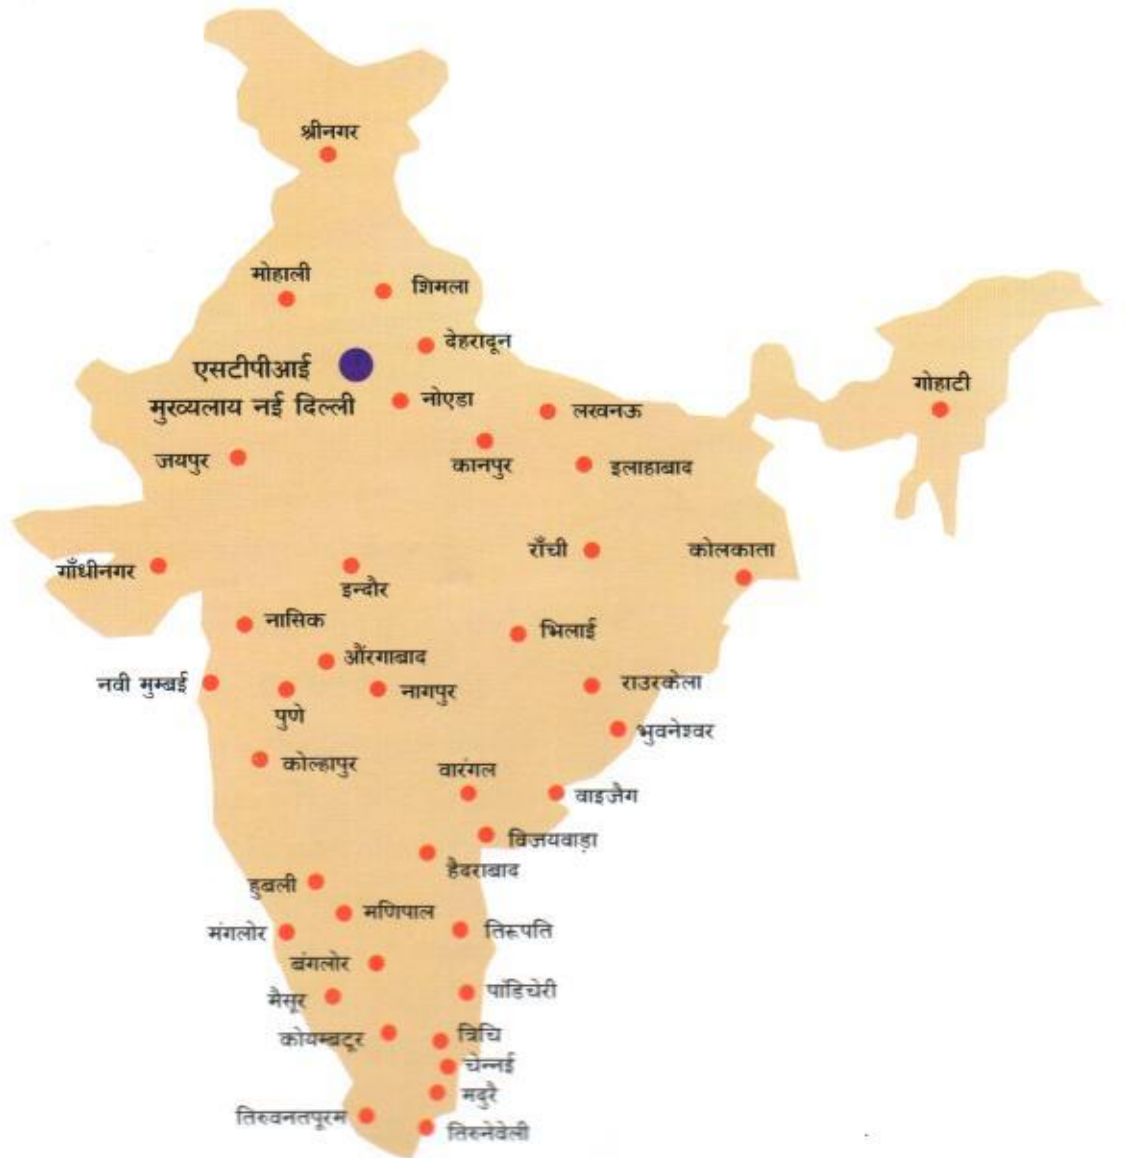 श्रीनगर
मोहाली
शिमला
देहरादून
एसटीपीआई
मुख्यलाय नई दिल्ली
नोएडा
लखनऊ
गोहाटी
जयपुर
कानपुर
इलाहाबाद
राँची
कोलकाता
गाँधीनगर
इन्दौर
नासिक
भिलाई
औंरगाबाद
नवी मुम्बई
नागपुर
राउरकेला
पुणे
भुवनेश्वर
कोल्हापुर
वारंगल
वाइजैग
विजयवाड़ा
हैदराबाद
हुबली
मणिपाल
मंगलोर
तिरूपति
बंगलोर
मैसूर
पांडिचेरी
कोयम्बटूर
त्रिचि
चेन्नई
मदुरै
तिरुवनतपूरम
तिरुनेवेली